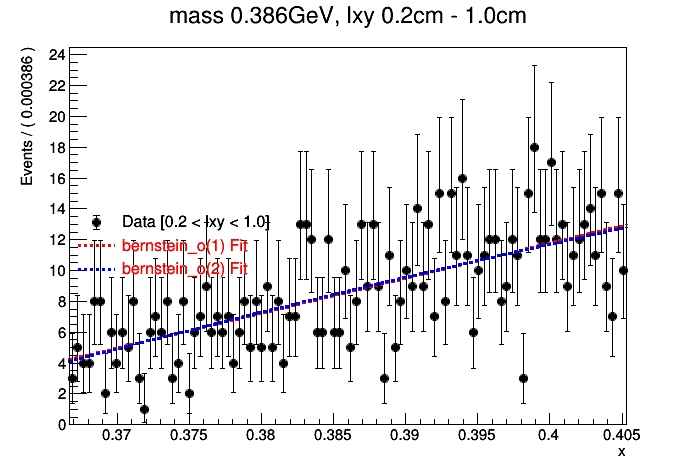 mass 0.386GeV, lxy 0.2cm - 1.0cm
Events / ( 0.000386 )
24
22
20
18
16
14
12
10
8
6
4
2
0
Data [0.2 < lxy < 1.0]
bernstein_o(1) Fit
bernstein_o(2) Fit
0.37 0.375 0.38 0.385 0.39 0.395 0.4 0.405
x